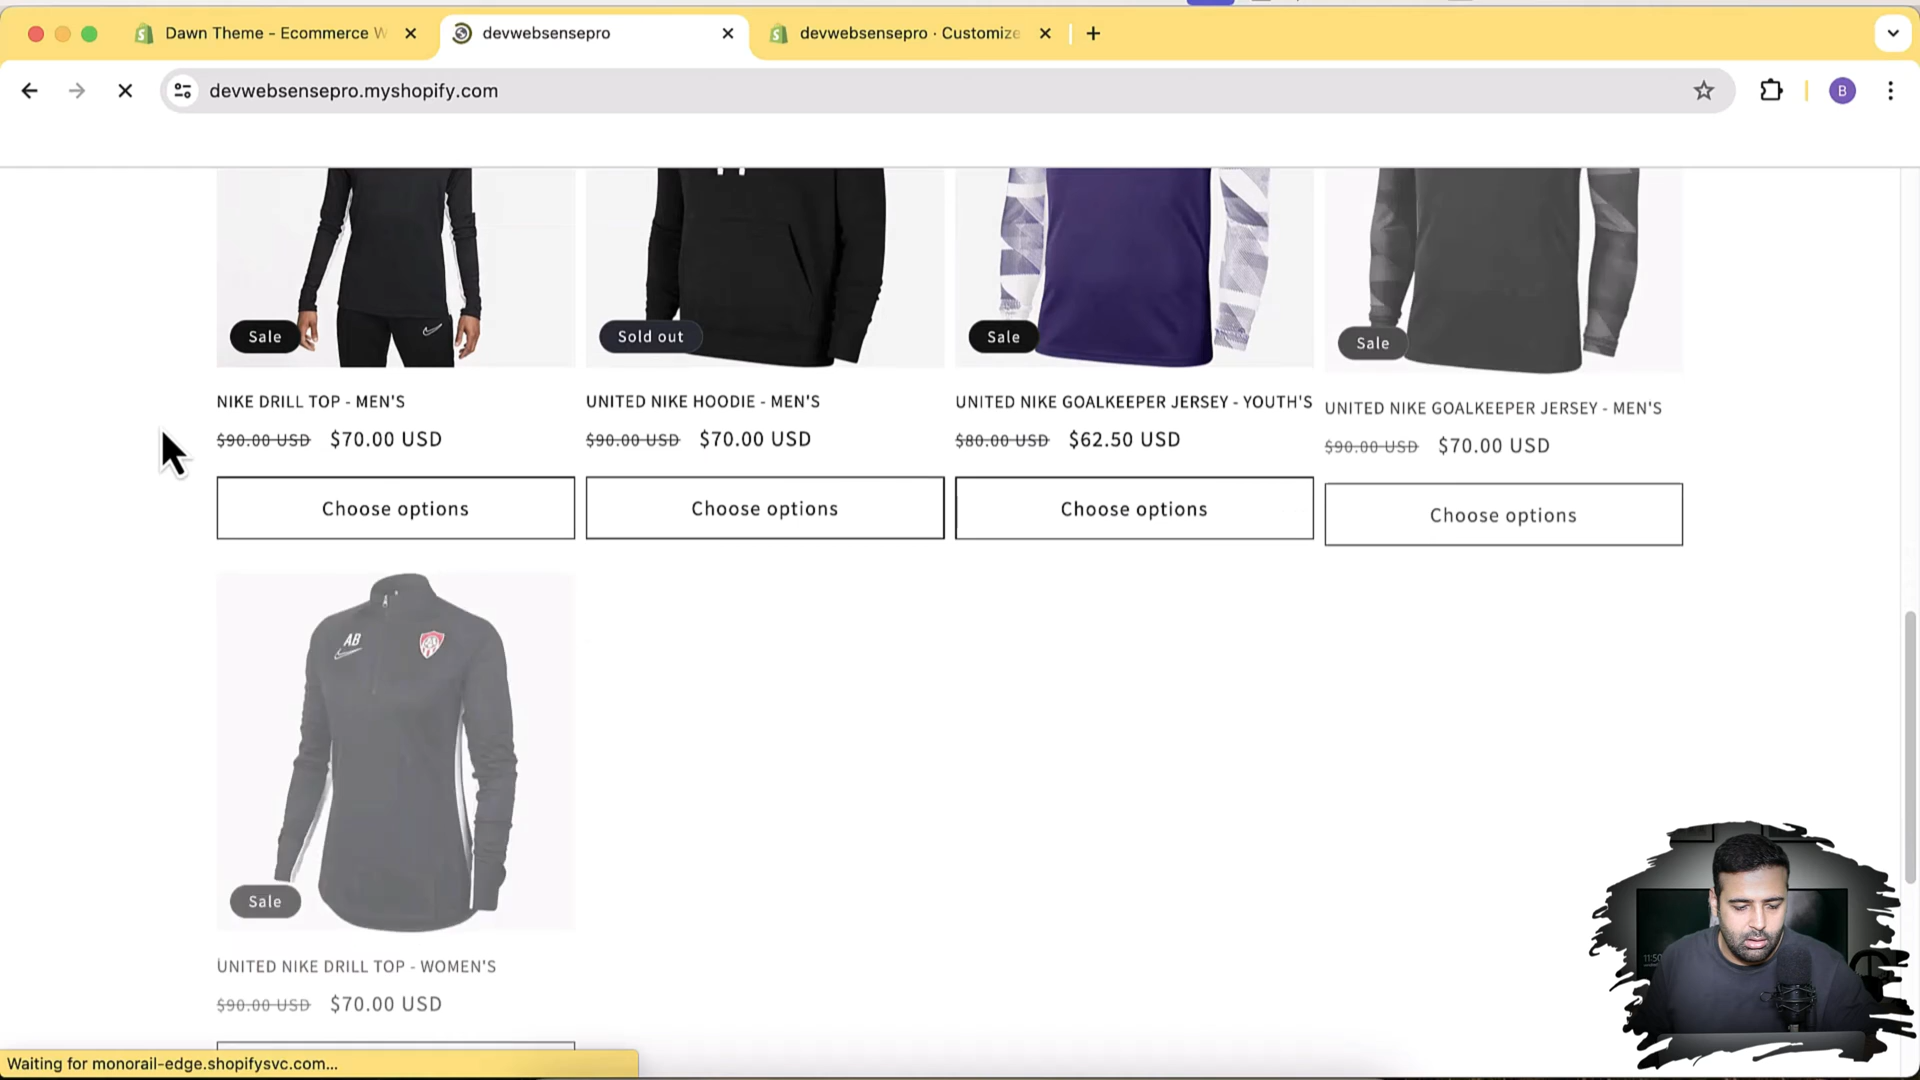 Dawn Theme - Ecommerce W
devwebsensepro
devwebsensepro · Customize
devwebsensepro.myshopify.com
B
Sale
Sold out
Sale
Sale
NIKE DRILL TOP - MEN'S
UNITED NIKE HOODIE - MEN'S
UNITED NIKE GOALKEEPER JERSEY - YOUTH'S
UNITED NIKE GOALKEEPER JERSEY - MEN'S
$90.00 USD $70.00 USD
$90.00 USD $70.00 USD
$80.00 USD $62.50 USD
$90.00 USD $70.00 USD
Choose options
Choose options
Choose options
Choose options
AB
Sale
UNITED NIKE DRILL TOP - WOMEN'S
$90.00 USD $70.00 USD
Waiting for monorail-edge.shopifysvc.com...